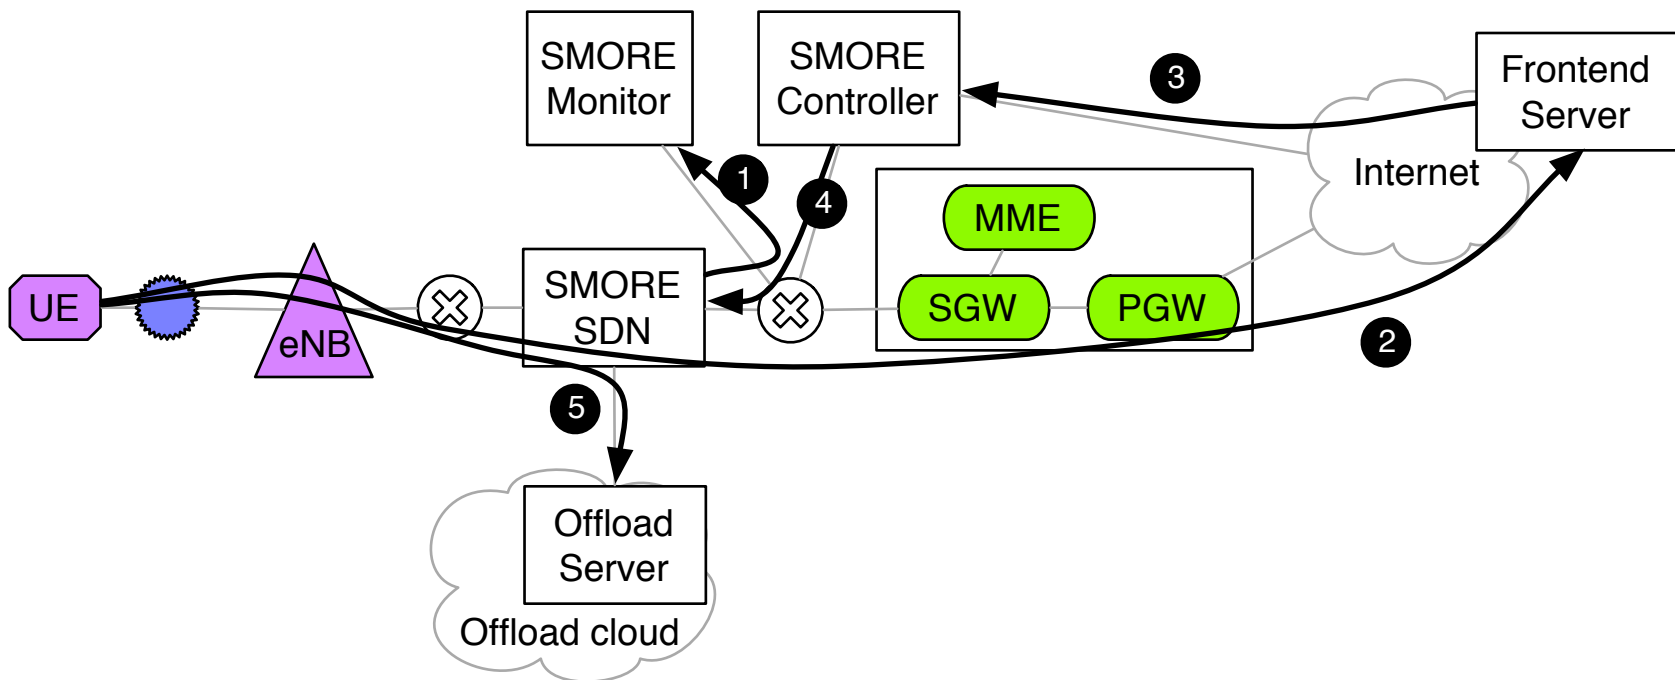 SMORE
Monitor
SMORE
Controller
3
Frontend
Server
Internet
1
4
MME
UE
eNB
SMORE
SDN
SGW
PGW
2
5
Offload
Server
Offload cloud